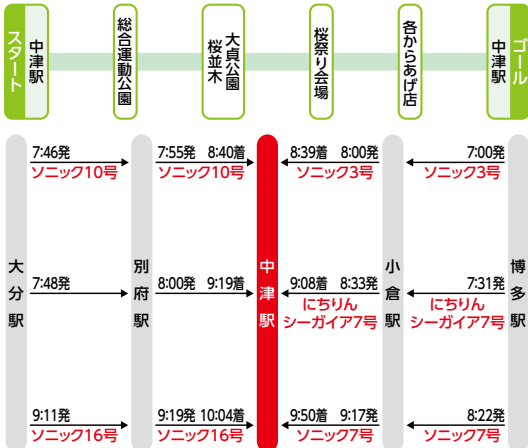 スタート
中津駅
総合運動公園
大貞公園
桜並木
桜祭り会場
各からあげ店
中津駅
ゴール
大分駅
別府駅
中津駅
小倉駅
博多駅
7:46発
ソニック10号
7:55発 8:40着
ソニック10号
8:39着 8:00発
ソニック3号
7:00発
ソニック3号
7:48発
8:00発 9:19着
9:08着 8:33発
にちりん
シーガイア7号
7:31発
にちりん
シーガイア7号
9:11発
ソニック16号
9:19発 10:04着
ソニック16号
9:50着 9:17発
ソニック7号
8:22発
ソニック7号